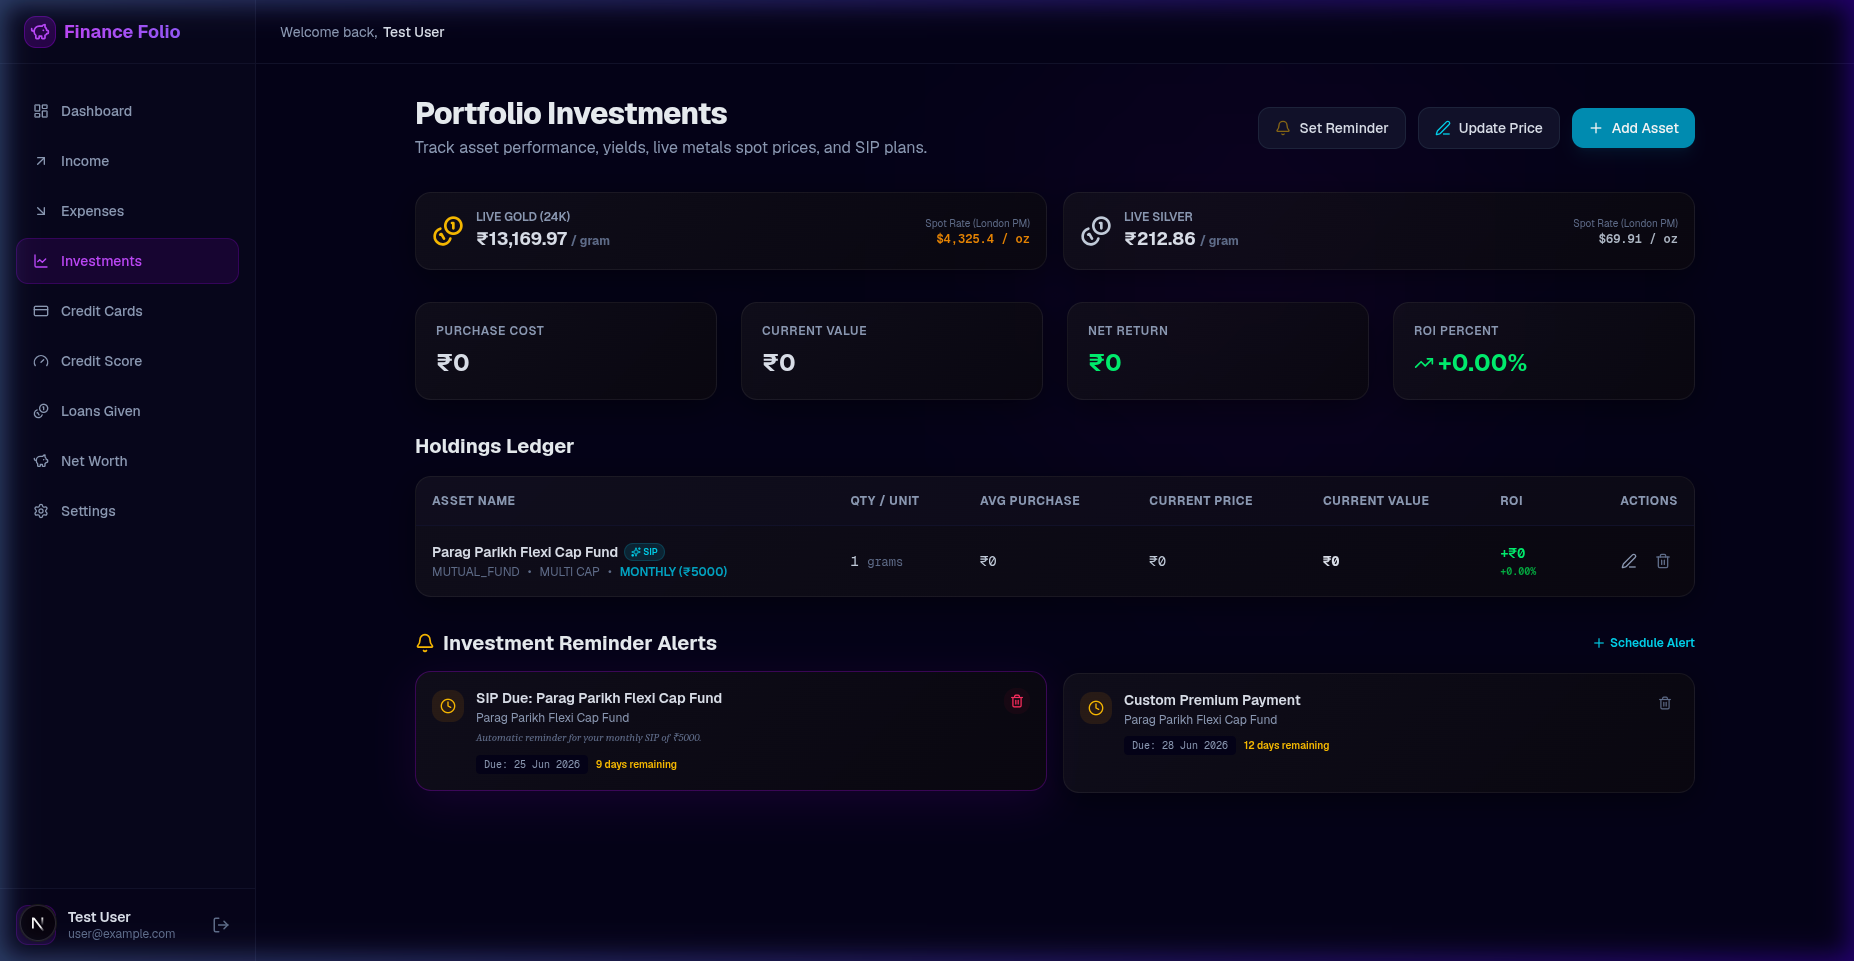 Finance Folio
Welcome back, Test User
Dashboard
Income
Expenses
Investments
Credit Cards
Credit Score
Loans Given
Net Worth
Settings
Portfolio Investments
Track asset performance, yields, live metals spot prices, and SIP plans.
Set Reminder
Update Price
Add Asset
LIVE GOLD (24K)
₹13,169.97 / gram
Spot Rate (London PM)
$4,325.4 / oz
LIVE SILVER
₹212.86 / gram
Spot Rate (London PM)
$69.91 / oz
PURCHASE COST
₹0
CURRENT VALUE
₹0
NET RETURN
₹0
ROI PERCENT
+0.00%
Holdings Ledger
ASSET NAME QTY / UNIT AVG PURCHASE CURRENT PRICE CURRENT VALUE ROI ACTIONS
Parag Parikh Flexi Cap Fund SIP
MUTUAL_FUND • MULTI CAP • MONTHLY (₹5000)
1 grams ₹0 ₹0 ₹0
+₹0
+0.00%
Investment Reminder Alerts
Schedule Alert
SIP Due: Parag Parikh Flexi Cap Fund
Parag Parikh Flexi Cap Fund
Automatic reminder for your monthly SIP of ₹5000.
Due: 25 Jun 2026 9 days remaining
Custom Premium Payment
Parag Parikh Flexi Cap Fund
Due: 28 Jun 2026 12 days remaining
N
Test User
user@example.com